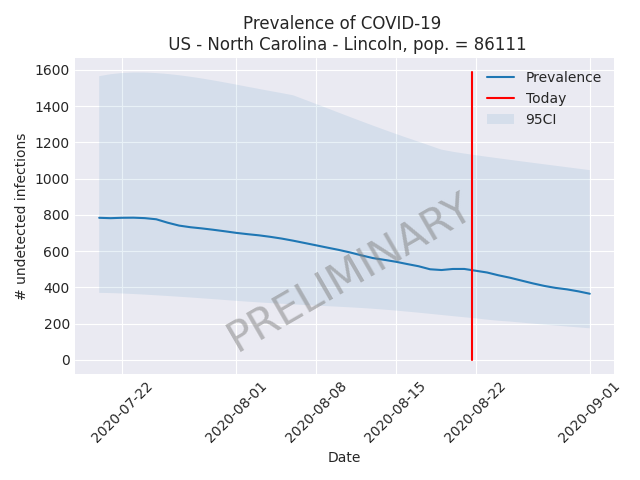 Prevalence of COVID-19
US - North Carolina - Lincoln, pop. = 86111
Prevalence
Today
95CI
1600
1400
1200
1000
800
600
400
200
0
# undetected infections
PRELIMINARY
2020-07-22
2020-08-01
2020-08-08
2020-08-15
2020-08-22
2020-09-01
Date